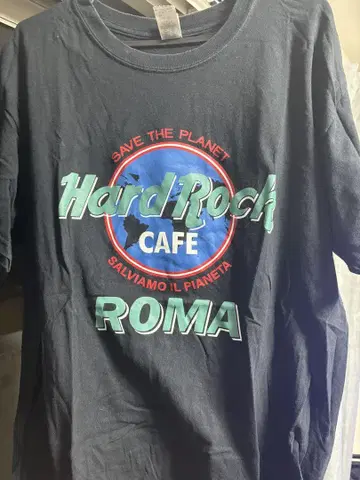 SAVE THE PLANET
Hard Rock
CAFE
SALVIAMO IL PIANETA
ROMA